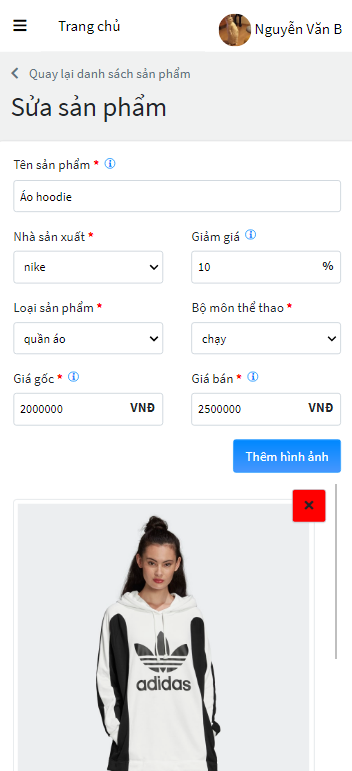 Trang chủ
Nguyễn Văn B
Quay lại danh sách sản phẩm
Sửa sản phẩm
Tên sản phẩm *
Áo hoodie
Nhà sản xuất *
Giảm giá
nike
10 %
Loại sản phẩm *
Bộ môn thể thao *
quần áo
chạy
Giá gốc *
Giá bán *
2000000 VNĐ
2500000 VNĐ
Thêm hình ảnh
adidas